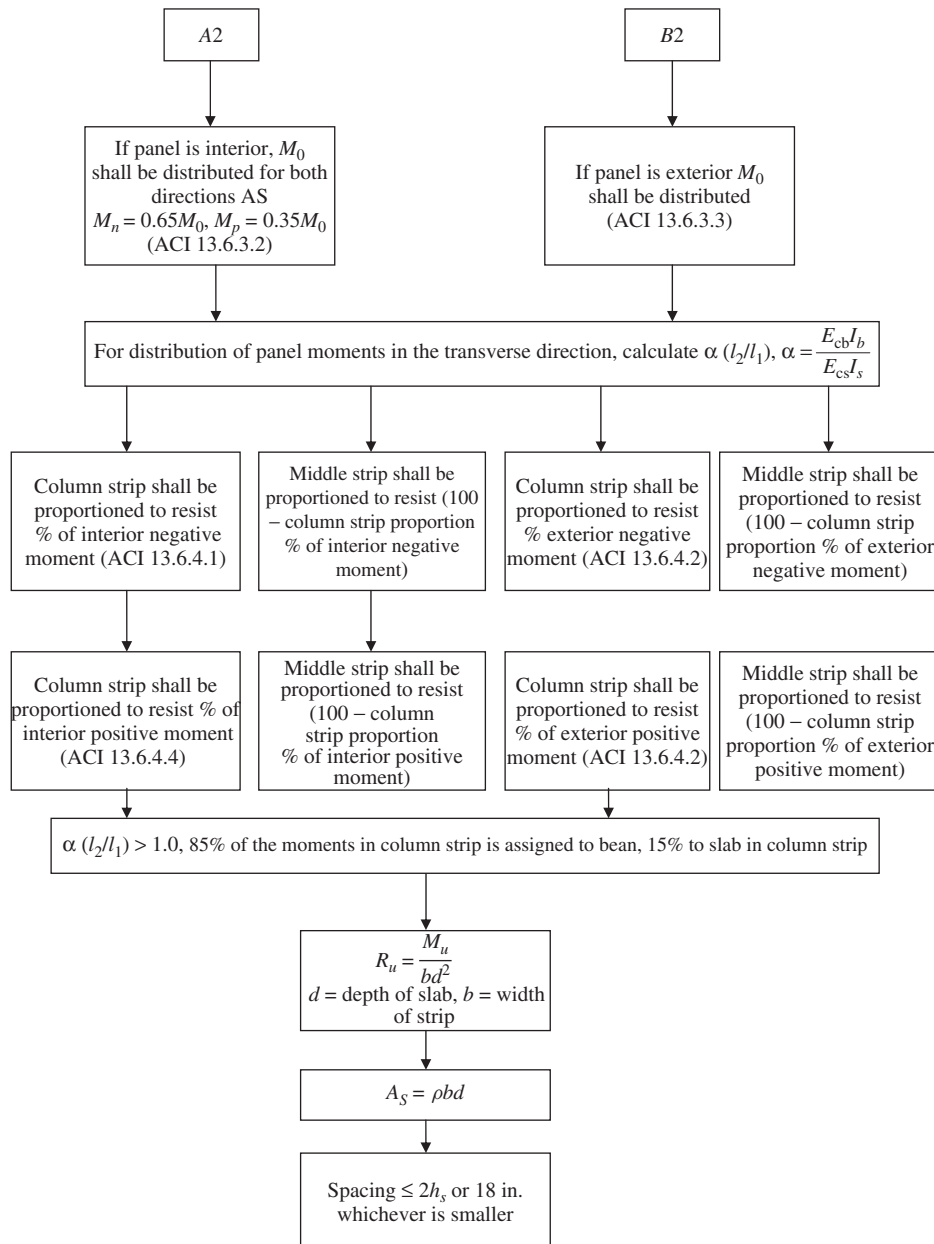 A2
B2
If panel is interior, M0
shall be distributed for both
directions AS
Mn = 0.65M0, Mp = 0.35M0
(ACI 13.6.3.2)
If panel is exterior M0
shall be distributed
(ACI 13.6.3.3)
For distribution of panel moments in the transverse direction, calculate α (l2/l1), α = EcbIb / EcsIs
Column strip shall be
proportioned to resist
% of interior negative
moment (ACI 13.6.4.1)
Middle strip shall be
proportioned to resist (100
– column strip proportion
% of interior negative
moment)
Column strip shall be
proportioned to resist
% exterior negative
moment (ACI 13.6.4.2)
Middle strip shall be
proportioned to resist
(100 – column strip
proportion % of exterior
negative moment)
Column strip shall be
proportioned to resist % of
interior positive moment
(ACI 13.6.4.4)
Middle strip shall be
proportioned to resist
(100 – column
strip proportion
% of interior positive
moment)
Column strip shall be
proportioned to resist
% of exterior positive
moment (ACI 13.6.4.2)
Middle strip shall be
proportioned to resist
(100 – column strip
proportion % of exterior
positive moment)
α (l2/l1) > 1.0, 85% of the moments in column strip is assigned to bean, 15% to slab in column strip
Ru = Mu / bd²
d = depth of slab, b = width
of strip
AS = ρbd
Spacing ≤ 2hs or 18 in.
whichever is smaller